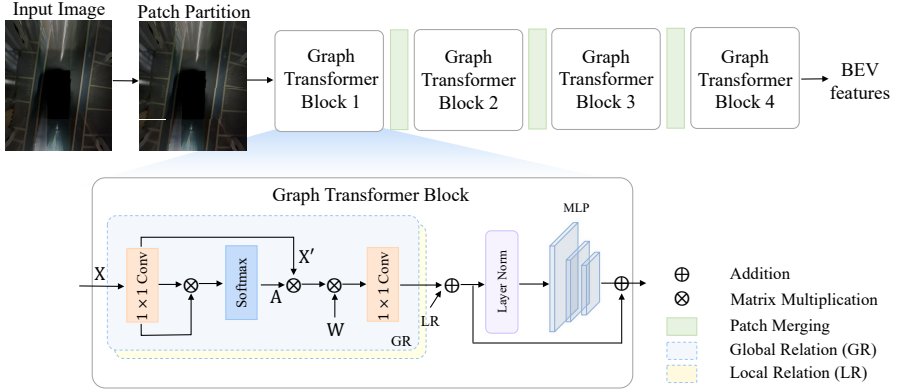 Input Image
Patch Partition
Graph
Transformer
Block 1
Graph
Transformer
Block 2
Graph
Transformer
Block 3
Graph
Transformer
Block 4
BEV
features
Graph Transformer Block
X
1 × 1 Conv
Softmax
A
X′
W
1 × 1 Conv
GR
LR
Layer Norm
MLP
Addition
Matrix Multiplication
Patch Merging
Global Relation (GR)
Local Relation (LR)